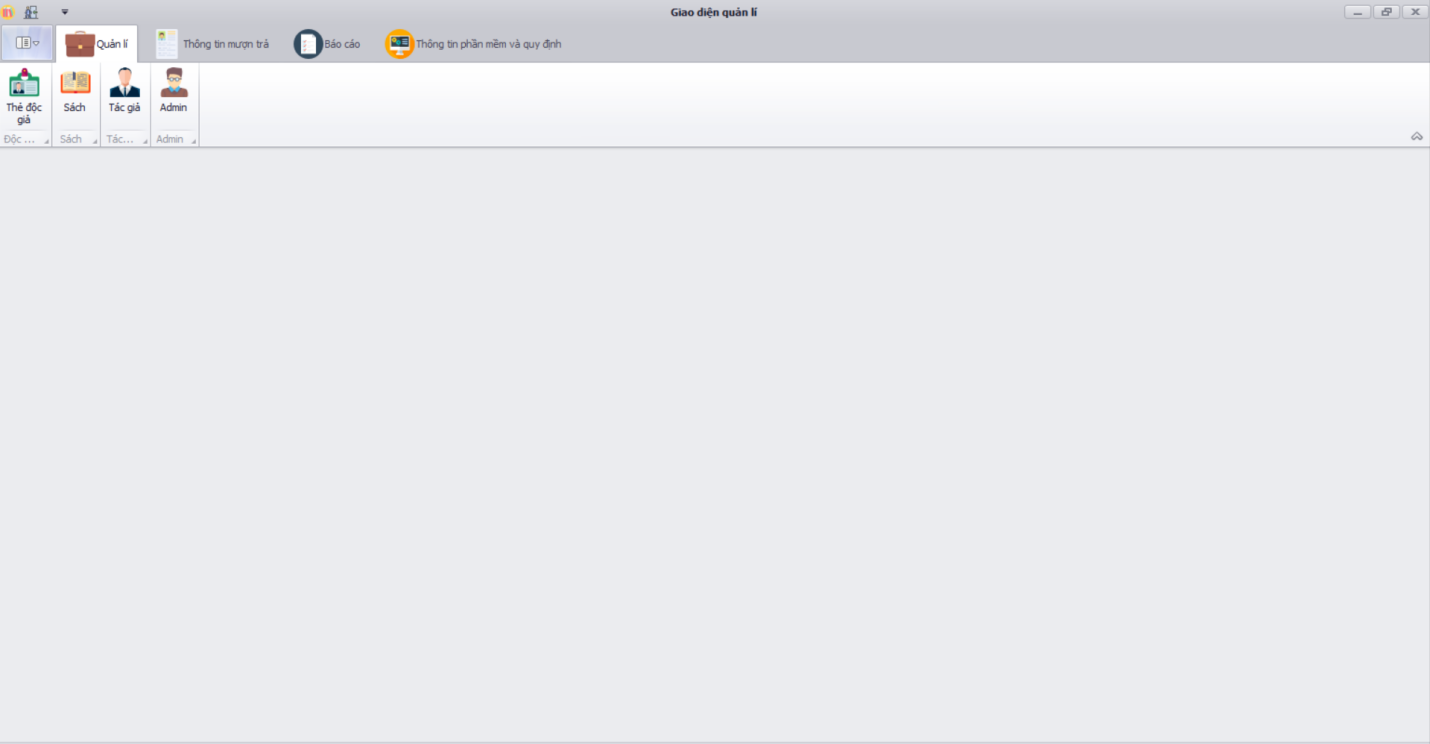 Giao diện quản lí
Quản lí Thông tin mượn trả Báo cáo Thông tin phần mềm và quy định
Thẻ độc giả Sách Tác giả Admin
Độc ... Sách Tác... Admin